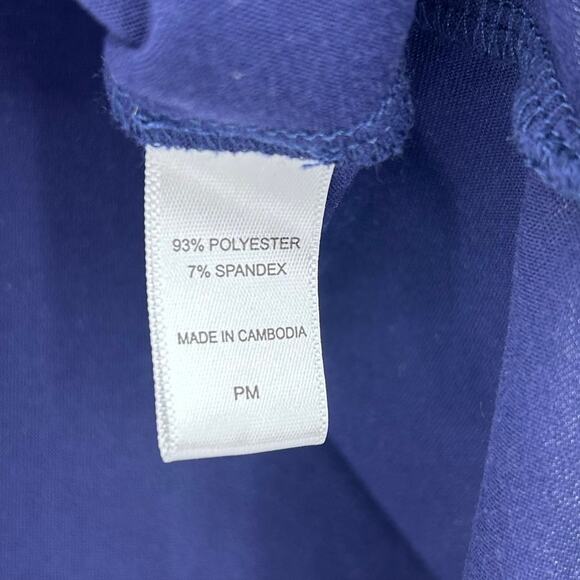 93% POLYESTER
7% SPANDEX
MADE IN CAMBODIA
PM